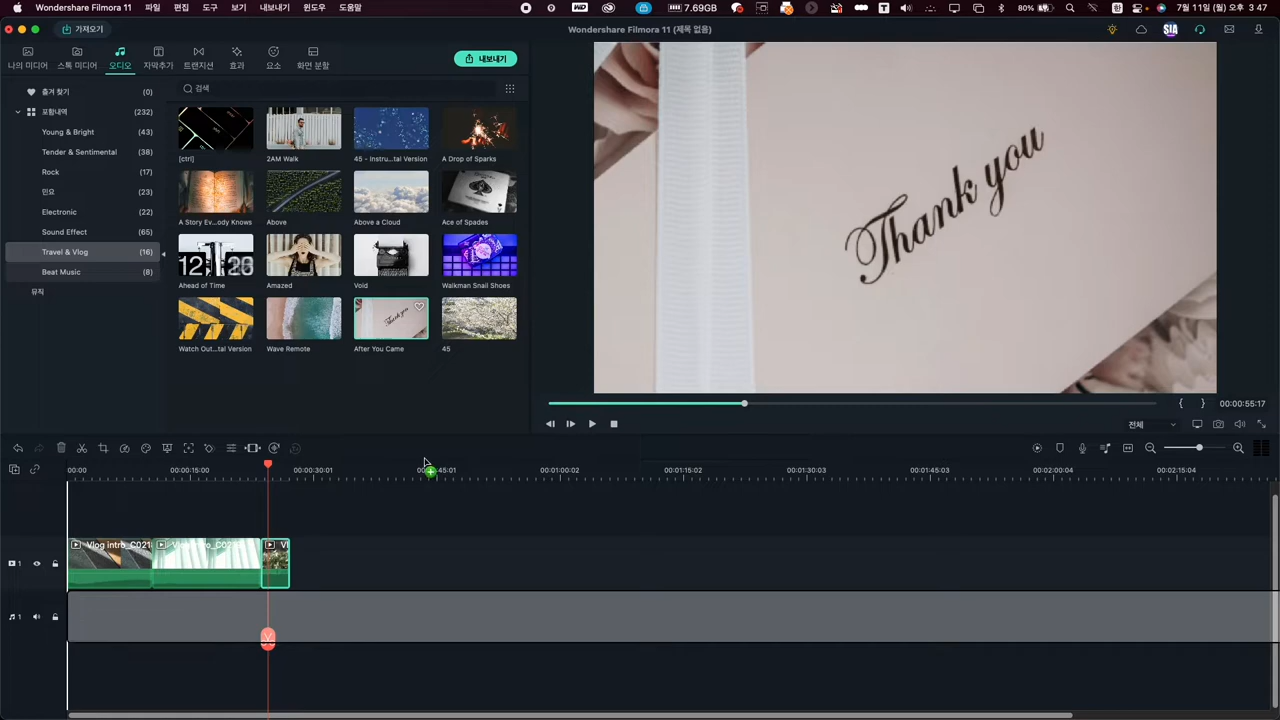 Wondershare Filmora 11 파일 편집 도구 보기 내보내기 윈도우 도움말
7.69GB 80% 한 7월 11일 (월) 오후 3:47
가져오기
Wondershare Filmora 11 (제목 없음)
SIA
나의 미디어 스톡 미디어 오디오 자막추가 트랜지션 효과 요소 화면 분할
내보내기
즐겨 찾기 (0)
포함내역 (232)
Young & Bright (43)
Tender & Sentimental (38)
Rock (17)
민요 (23)
Electronic (22)
Sound Effect (65)
Travel & Vlog (16)
Beat Music (8)
뮤직
검색
[ctrl] 2AM Walk 45 - Instru...tal Version A Drop of Sparks
A Story Ev...ody Knows Above Above a Cloud Ace of Spades
Ahead of Time Amazed Void Walkman Snail Shoes
Watch Out...tal Version Wave Remote After You Came 45
Thank you
{ } 00:00:55:17
전체
00:00 00:00:15:00 00:00:30:01 00:00:45:01 00:01:00:02 00:01:15:02 00:01:30:03 00:01:45:03 00:02:00:04 00:02:15:04
Vlog intro_C021
1
1